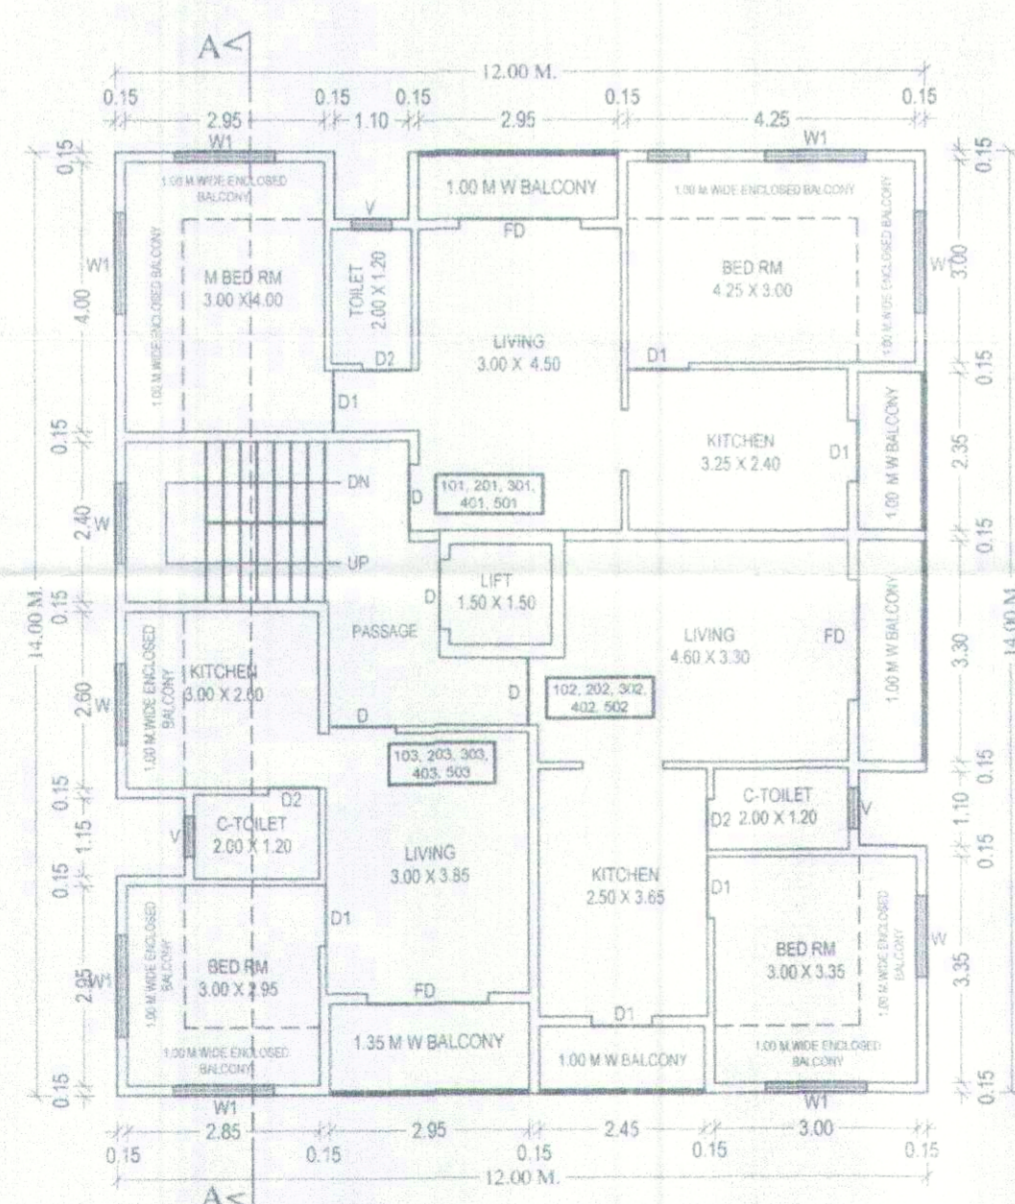 A
12.00 M.
0.15 0.15 0.15 0.15 0.15
2.95 1.10 2.95 4.25
W1 W1
0.15 0.15
1.00 M.WIDE ENCLOSED
BALCONY
1.00 M W BALCONY
1.00 M.WIDE ENCLOSED BALCONY
V
FD
1.00 M.WIDE ENCLOSED BALCONY
1.00 M.WIDE ENCLOSED BALCONY
W1
4.00
M BED RM
3.00 X 4.00
TOILET
2.00 X 1.20
BED RM
4.25 X 3.00
W1
3.00
LIVING
3.00 X 4.50
D2
D1
D1
0.15
0.15
KITCHEN
3.25 X 2.40
D1
1.00 M W BALCONY
2.35
DN
D
101, 201, 301,
401, 501
W
2.40
0.15
UP
LIFT
1.50 X 1.50
D
14.00 M.
0.15
14.00 M
PASSAGE
LIVING
4.60 X 3.30
FD
1.00 M W BALCONY
3.30
1.00 M.WIDE ENCLOSED
BALCONY
KITCHEN
3.00 X 2.60
W
2.60
D
102, 202, 302,
402, 502
D
103, 203, 303,
403, 503
0.15
0.15
D2
C-TOILET
2.00 X 1.20
V
1.15
C-TOILET
2.00 X 1.20
D2
V
1.10
LIVING
3.00 X 3.85
0.15
0.15
KITCHEN
2.50 X 3.65
D1
D1
1.00 M.WIDE ENCLOSED
BALCONY
BED RM
3.00 X 2.95
W1
2.95
BED RM
3.00 X 3.35
1.00 M.WIDE ENCLOSED
BALCONY
W
3.35
FD
D1
1.35 M W BALCONY
1.00 M.WIDE ENCLOSED
BALCONY
1.00 M.W BALCONY
1.00 M.WIDE ENCLOSED
BALCONY
0.15
0.15
W1 W1
2.85 2.95 2.45 3.00
0.15 0.15 0.15 0.15 0.15
12.00 M.
A